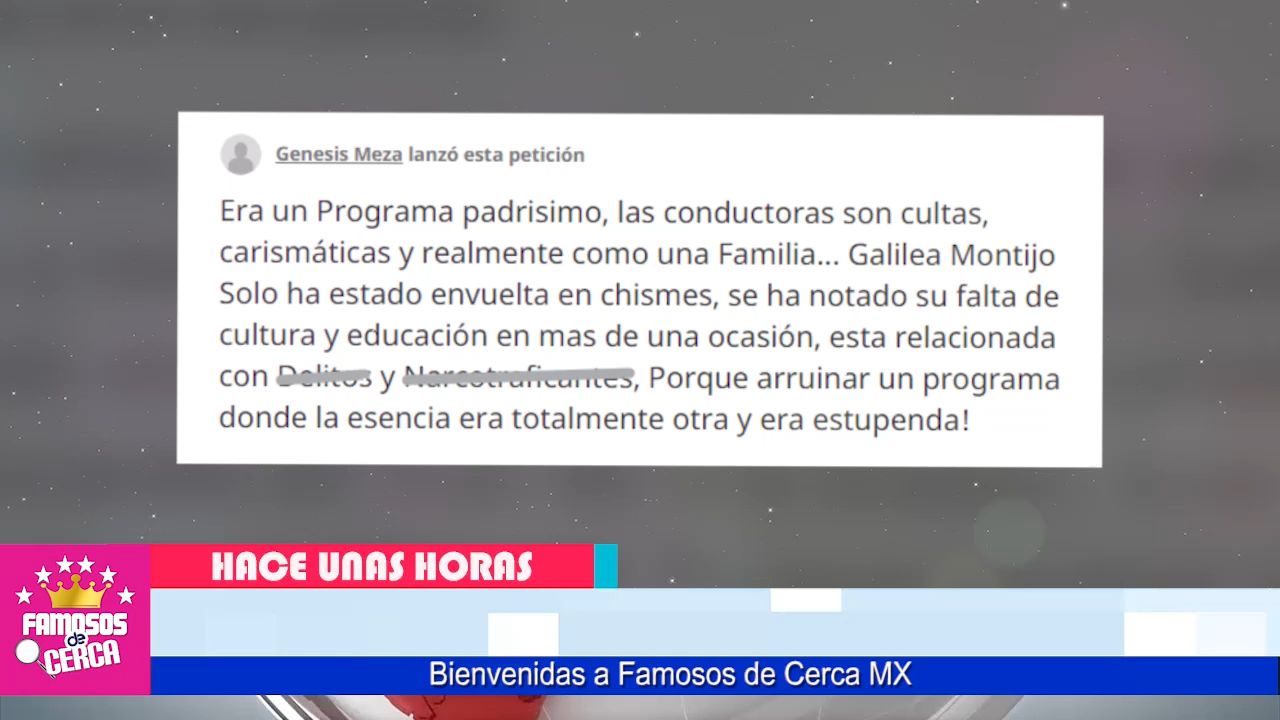 Genesis Meza lanzó esta petición
Era un Programa padrisimo, las conductoras son cultas,
carismáticas y realmente como una Familia... Galilea Montijo
Solo ha estado envuelta en chismes, se ha notado su falta de
cultura y educación en mas de una ocasión, esta relacionada
con Delitos y Narcotraficantes, Porque arruinar un programa
donde la esencia era totalmente otra y era estupenda!
HACE UNAS HORAS
FAMOSOS
de
CERCA
Bienvenidas a Famosos de Cerca MX